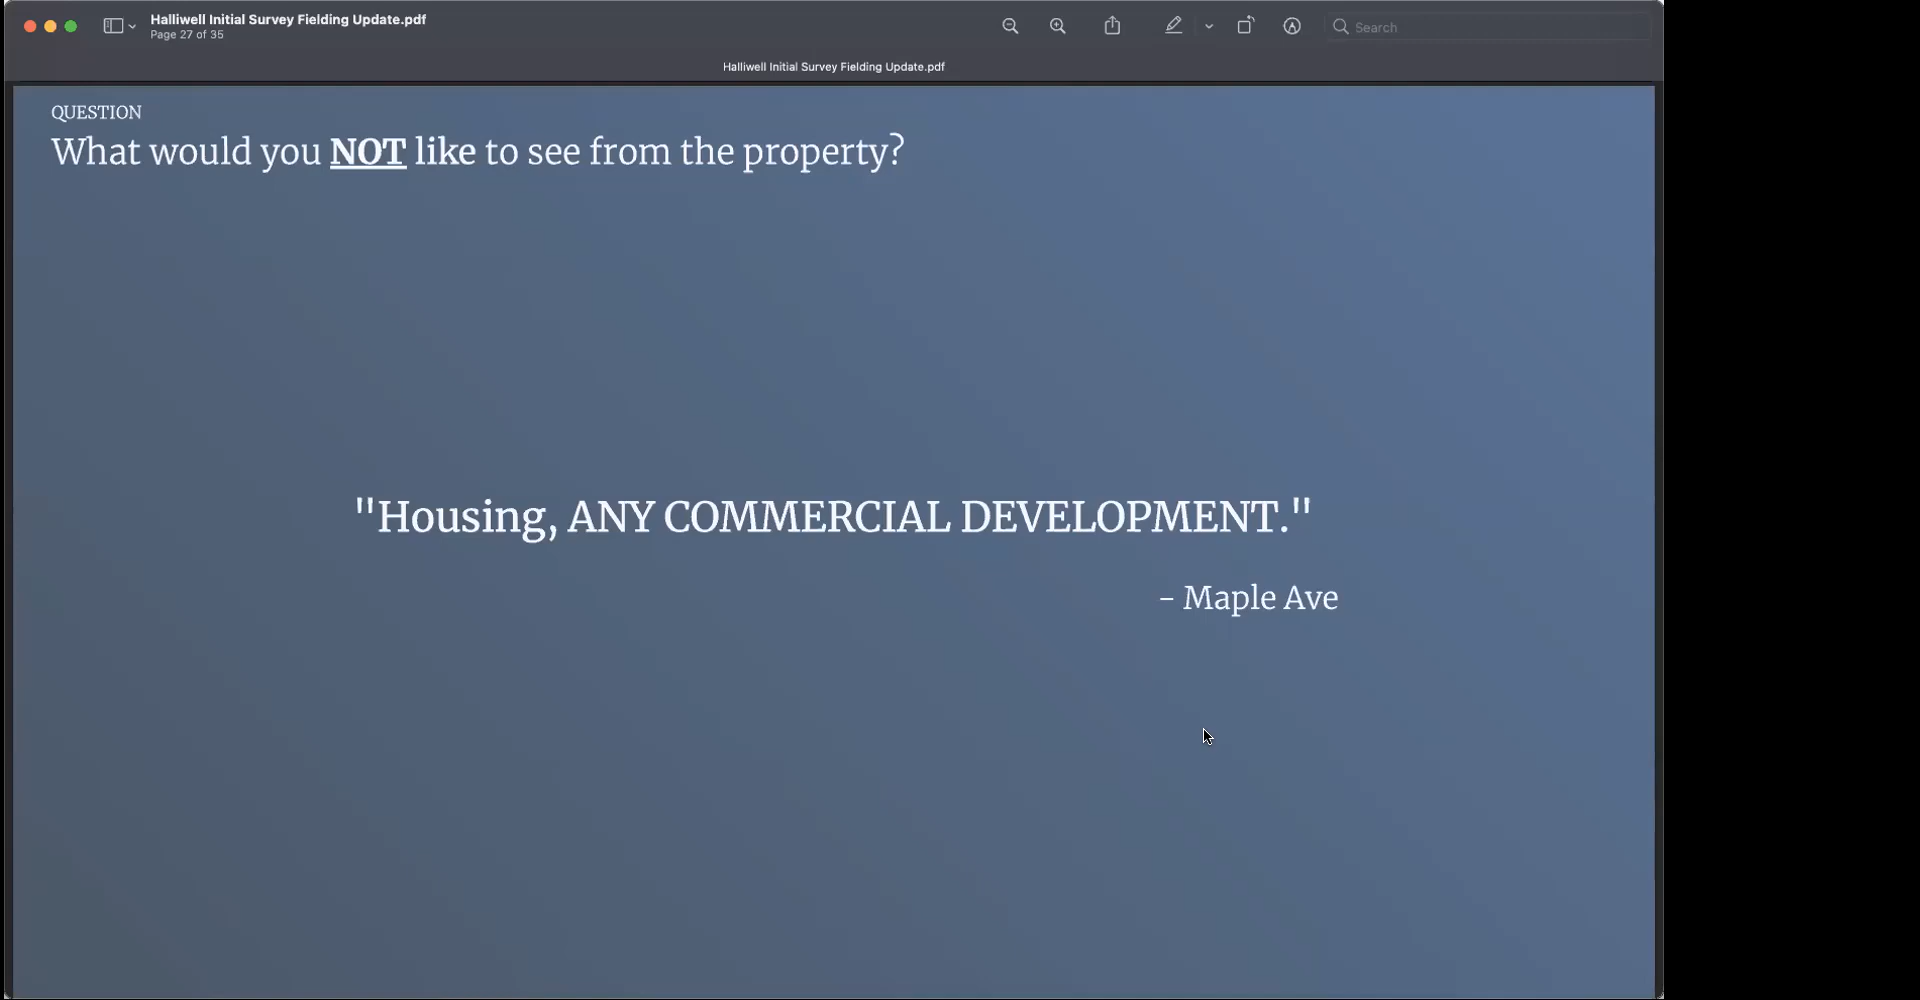 Halliwell Initial Survey Fielding Update.pdf
Page 27 of 35
Search
Halliwell Initial Survey Fielding Update.pdf
QUESTION
What would you NOT like to see from the property?
"Housing, ANY COMMERCIAL DEVELOPMENT."
- Maple Ave